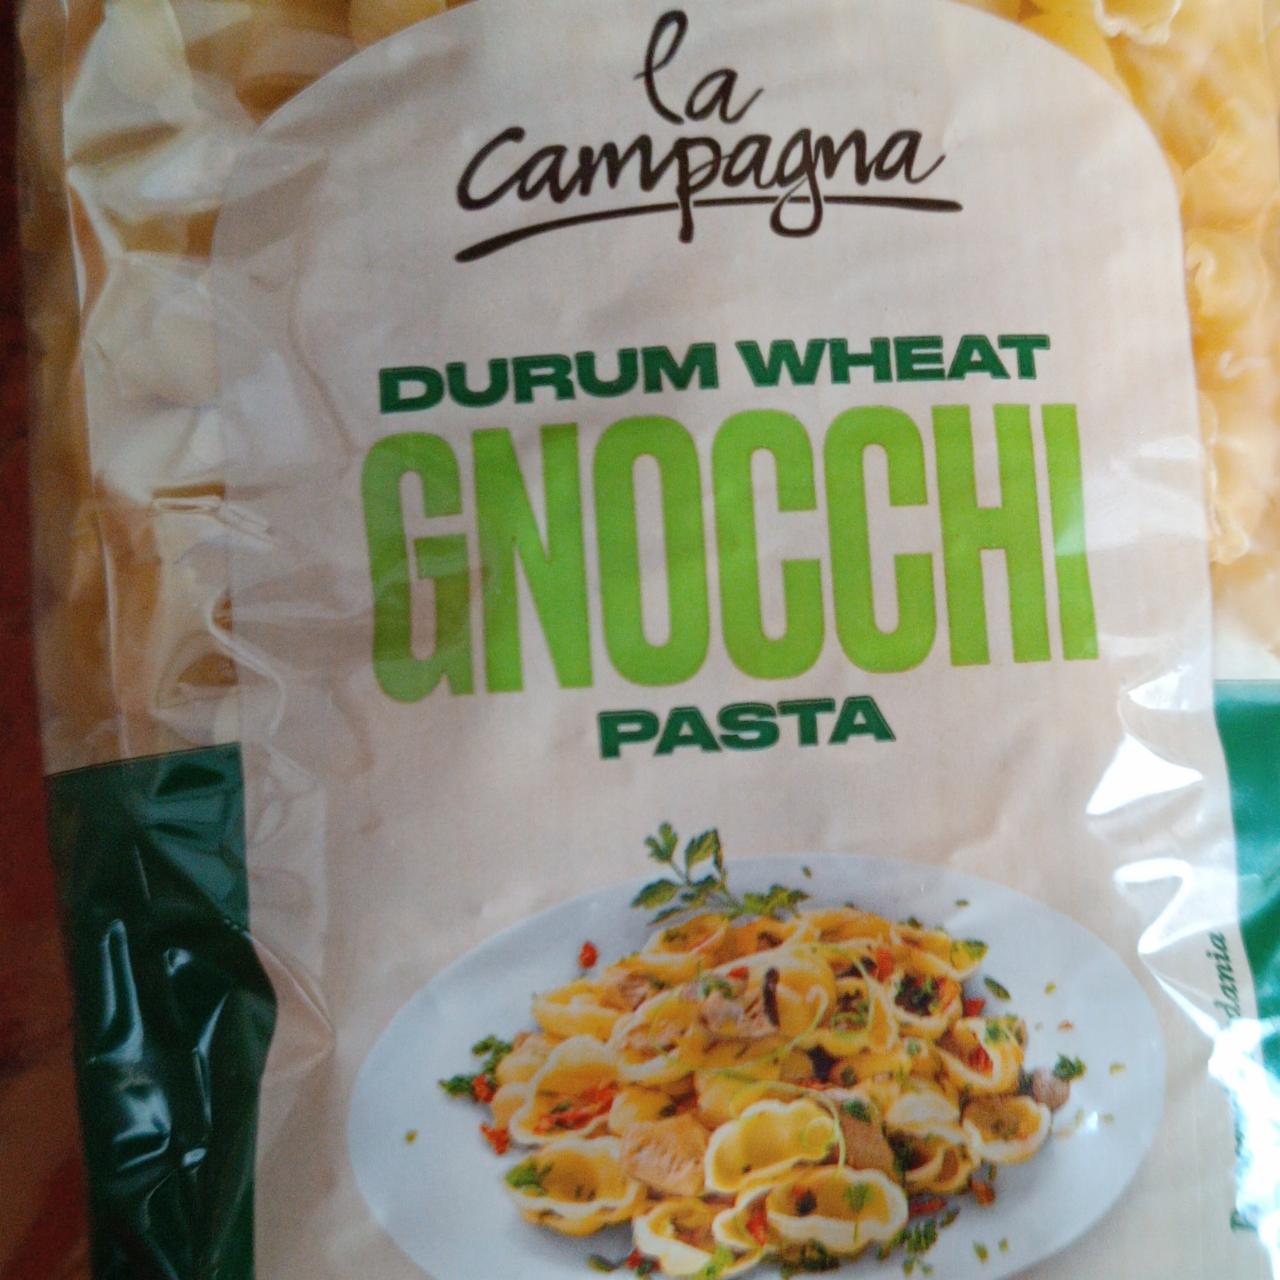 la
campagna
DURUM WHEAT
GNOCCHI
PASTA